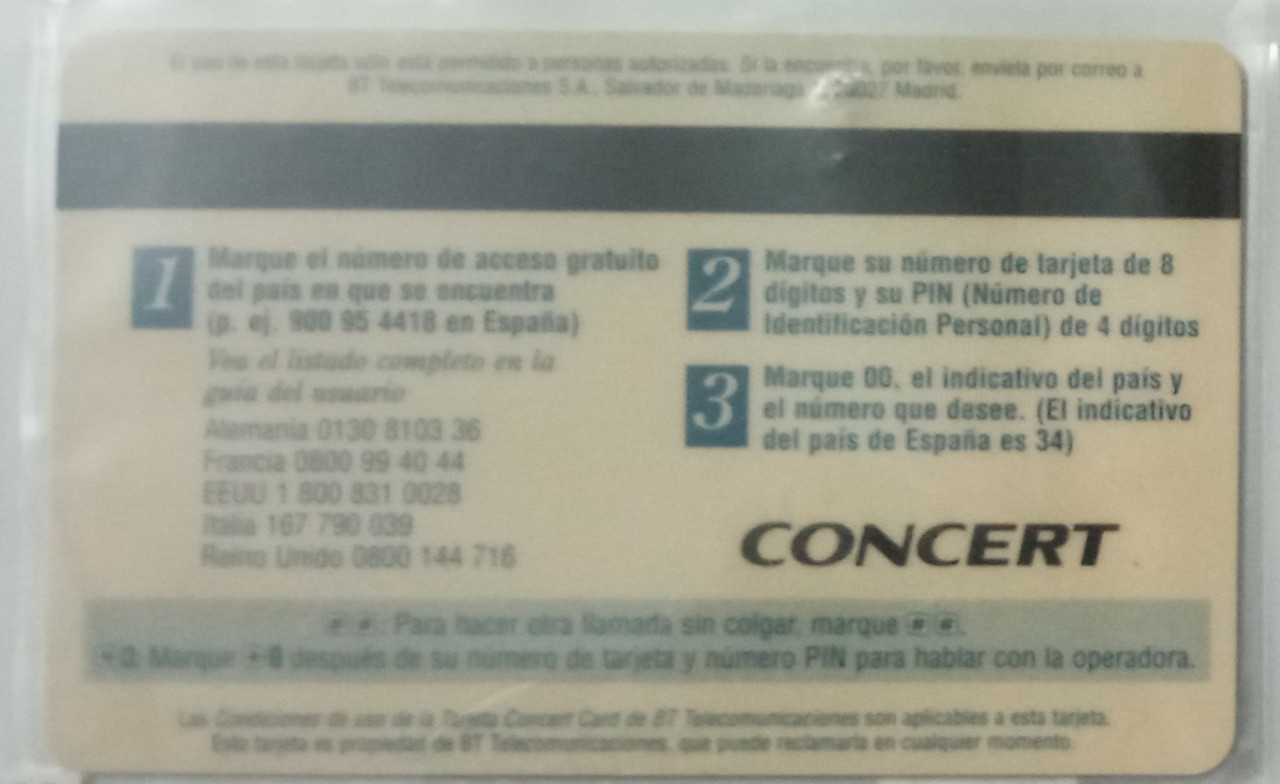 El uso de esta tarjeta sólo está permitido a personas autorizadas. Si la encuentra, por favor, enviela por correo a
BT Telecomunicaciones S.A., Salvador de Madariaga 28027 Madrid.
1 Marque el número de acceso gratuito
del país en que se encuentra
(p. ej. 900 95 4418 en España)
Vea el listado completo en la
guía del usuario
Alemania 0130 8103 36
Francia 0800 99 40 44
EEUU 1 800 831 0028
Italia 167 790 039
Reino Unido 0800 144 716
2 Marque su número de tarjeta de 8
dígitos y su PIN (Número de
Identificación Personal) de 4 dígitos
3 Marque 00, el indicativo del país y
el número que desee. (El indicativo
del país de España es 34)
CONCERT
# #: Para hacer otra llamada sin colgar, marque # #.
* 0: Marque * 0 después de su número de tarjeta y número PIN para hablar con la operadora.
Las Condiciones de uso de la Tarjeta Concert Card de BT Telecomunicaciones son aplicables a esta tarjeta.
Esta tarjeta es propiedad de BT Telecomunicaciones, que puede reclamarla en cualquier momento.